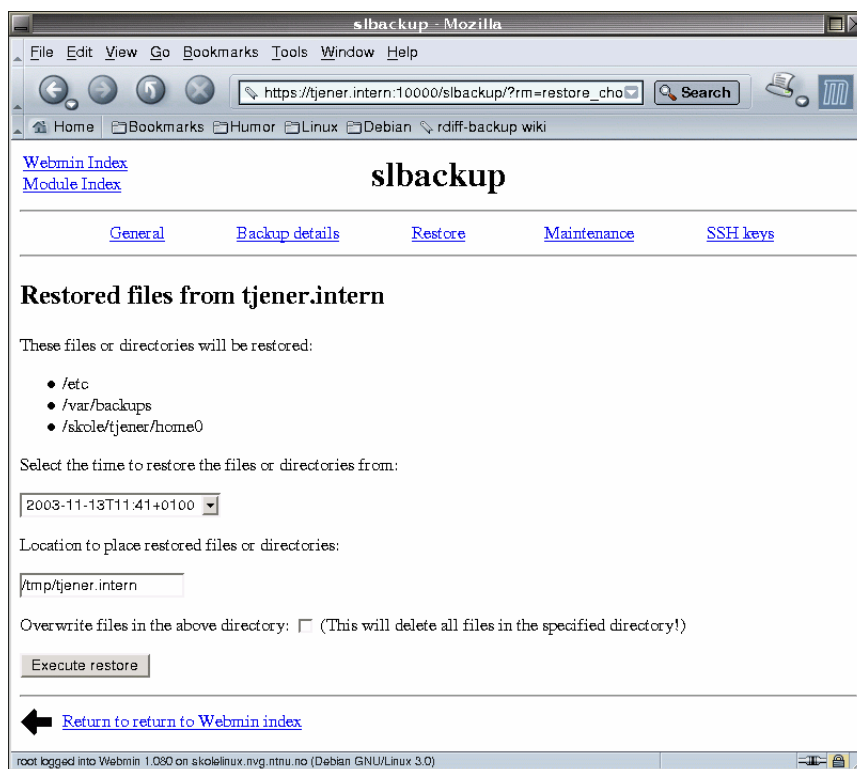 slbackup - Mozilla
File Edit View Go Bookmarks Tools Window Help
https://tjener.intern:10000/slbackup/?rm=restore_cho Search
Home Bookmarks Humor Linux Debian rdiff-backup wiki
Webmin Index
Module Index
slbackup
General Backup details Restore Maintenance SSH keys
Restored files from tjener.intern
These files or directories will be restored:
● /etc
● /var/backups
● /skole/tjener/home0
Select the time to restore the files or directories from:
2003-11-13T11:41+0100
Location to place restored files or directories:
/tmp/tjener.intern
Overwrite files in the above directory: (This will delete all files in the specified directory!)
Execute restore
Return to return to Webmin index
root logged into Webmin 1.080 on skolelinux.nvg.ntnu.no (Debian GNU/Linux 3.0)